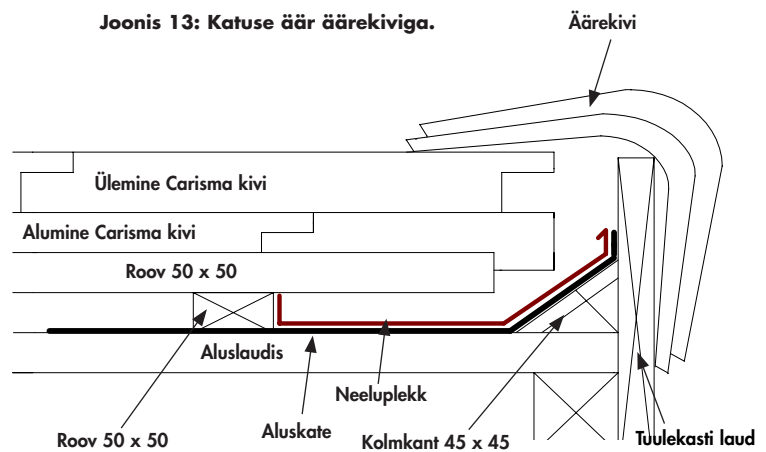 Joonis 13: Katuse äär äärekiviga.
Äärekivi
Ülemine Carisma kivi
Alumine Carisma kivi
Roov 50 x 50
Aluslaudis
Neeluplekk
Roov 50 x 50
Aluskate
Kolmkant 45 x 45
Tuulekasti laud